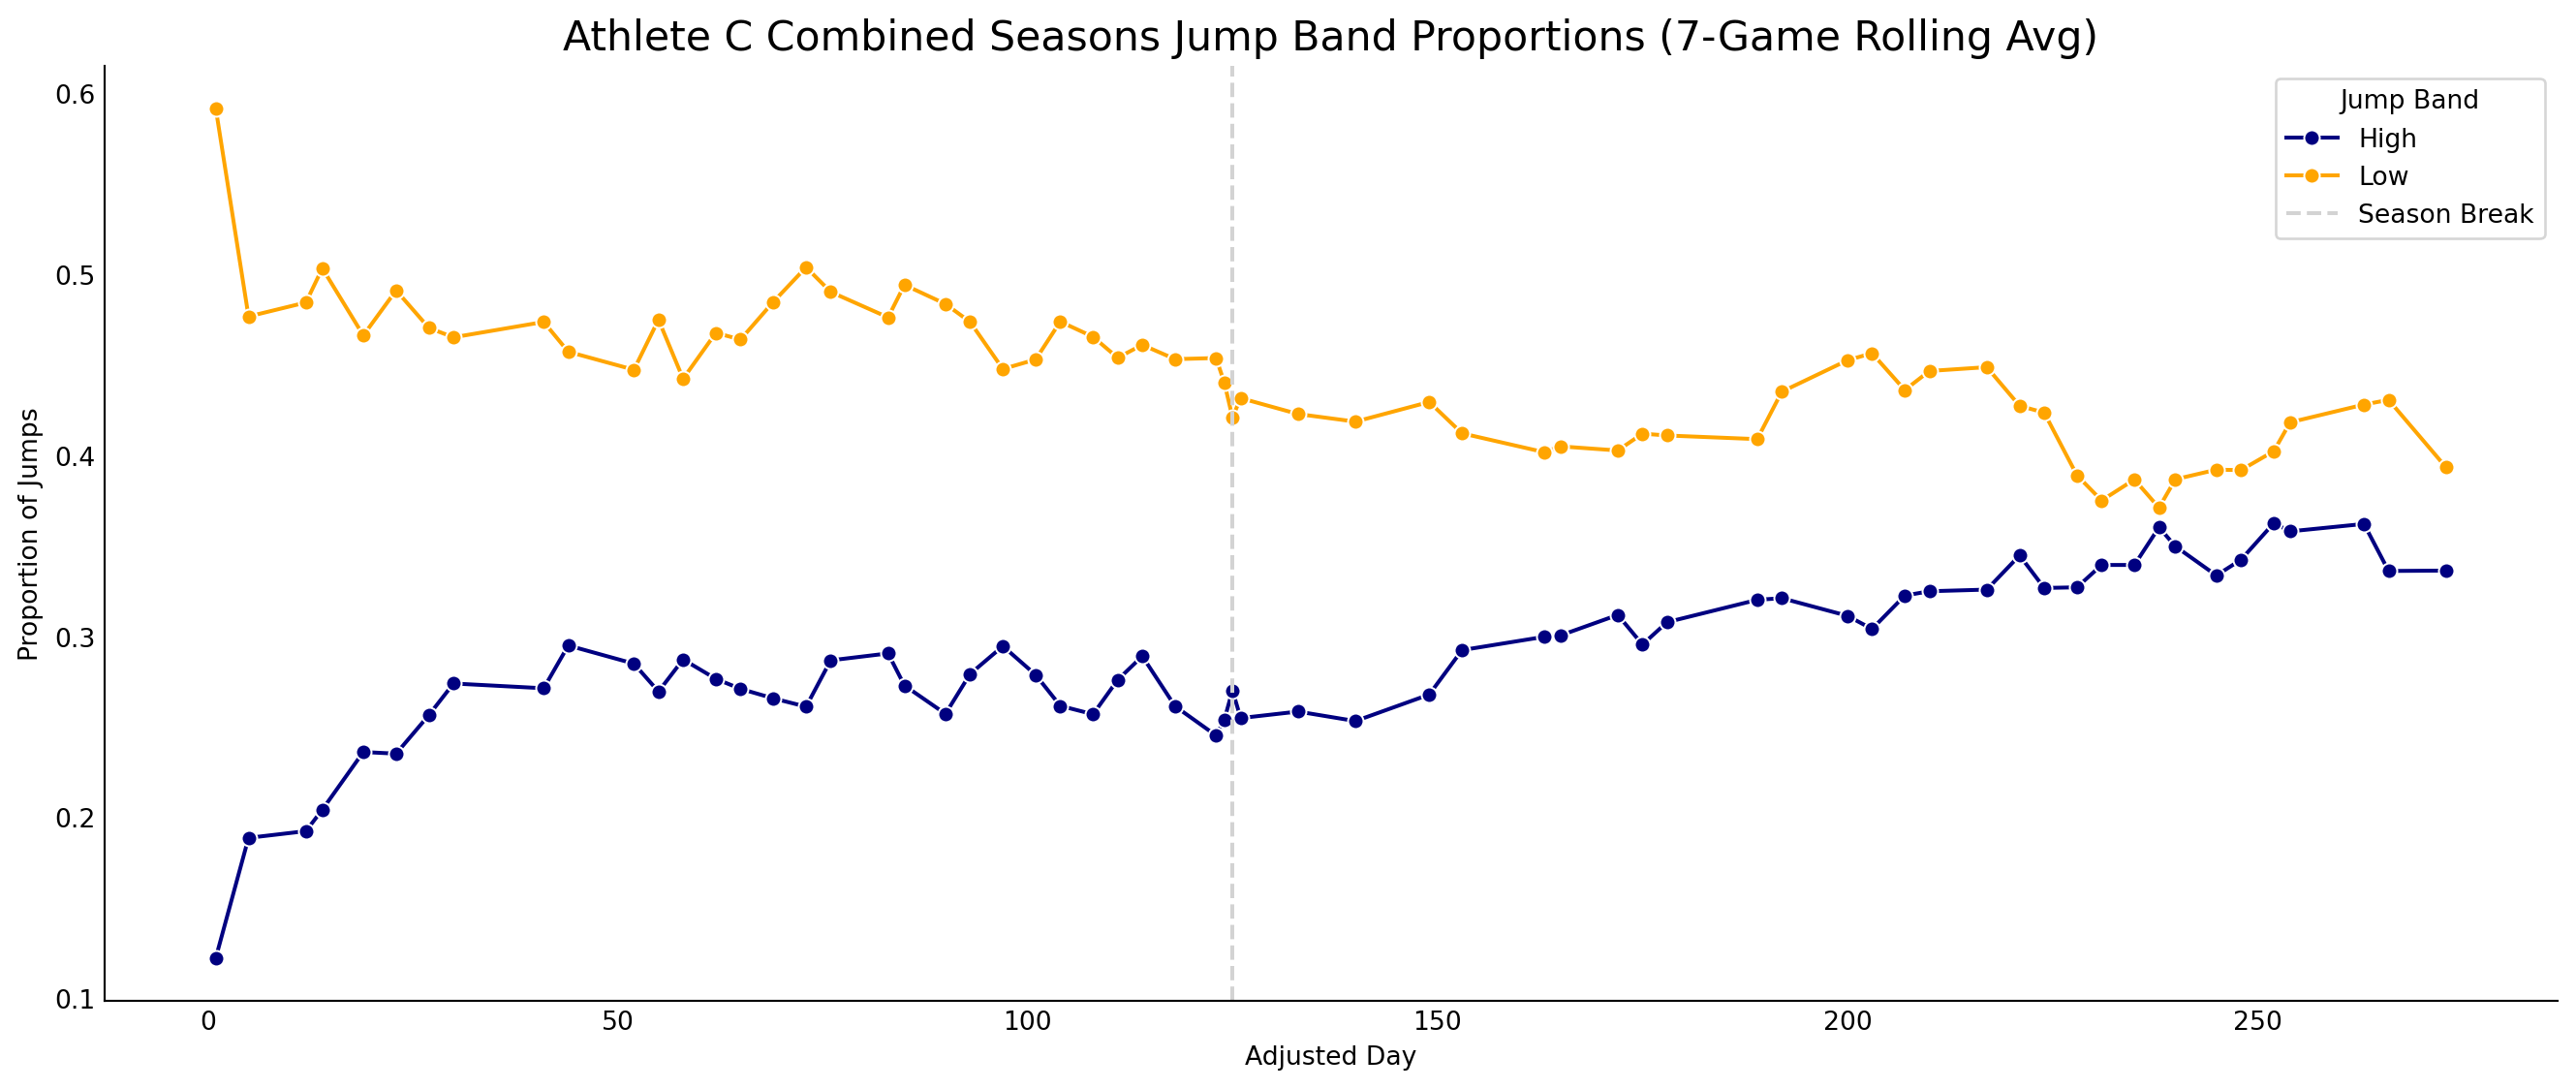 Athlete C Combined Seasons Jump Band Proportions (7-Game Rolling Avg)
Jump Band
High
Low
Season Break
Proportion of Jumps
0.6
0.5
0.4
0.3
0.2
0.1
0 50 100 150 200 250
Adjusted Day